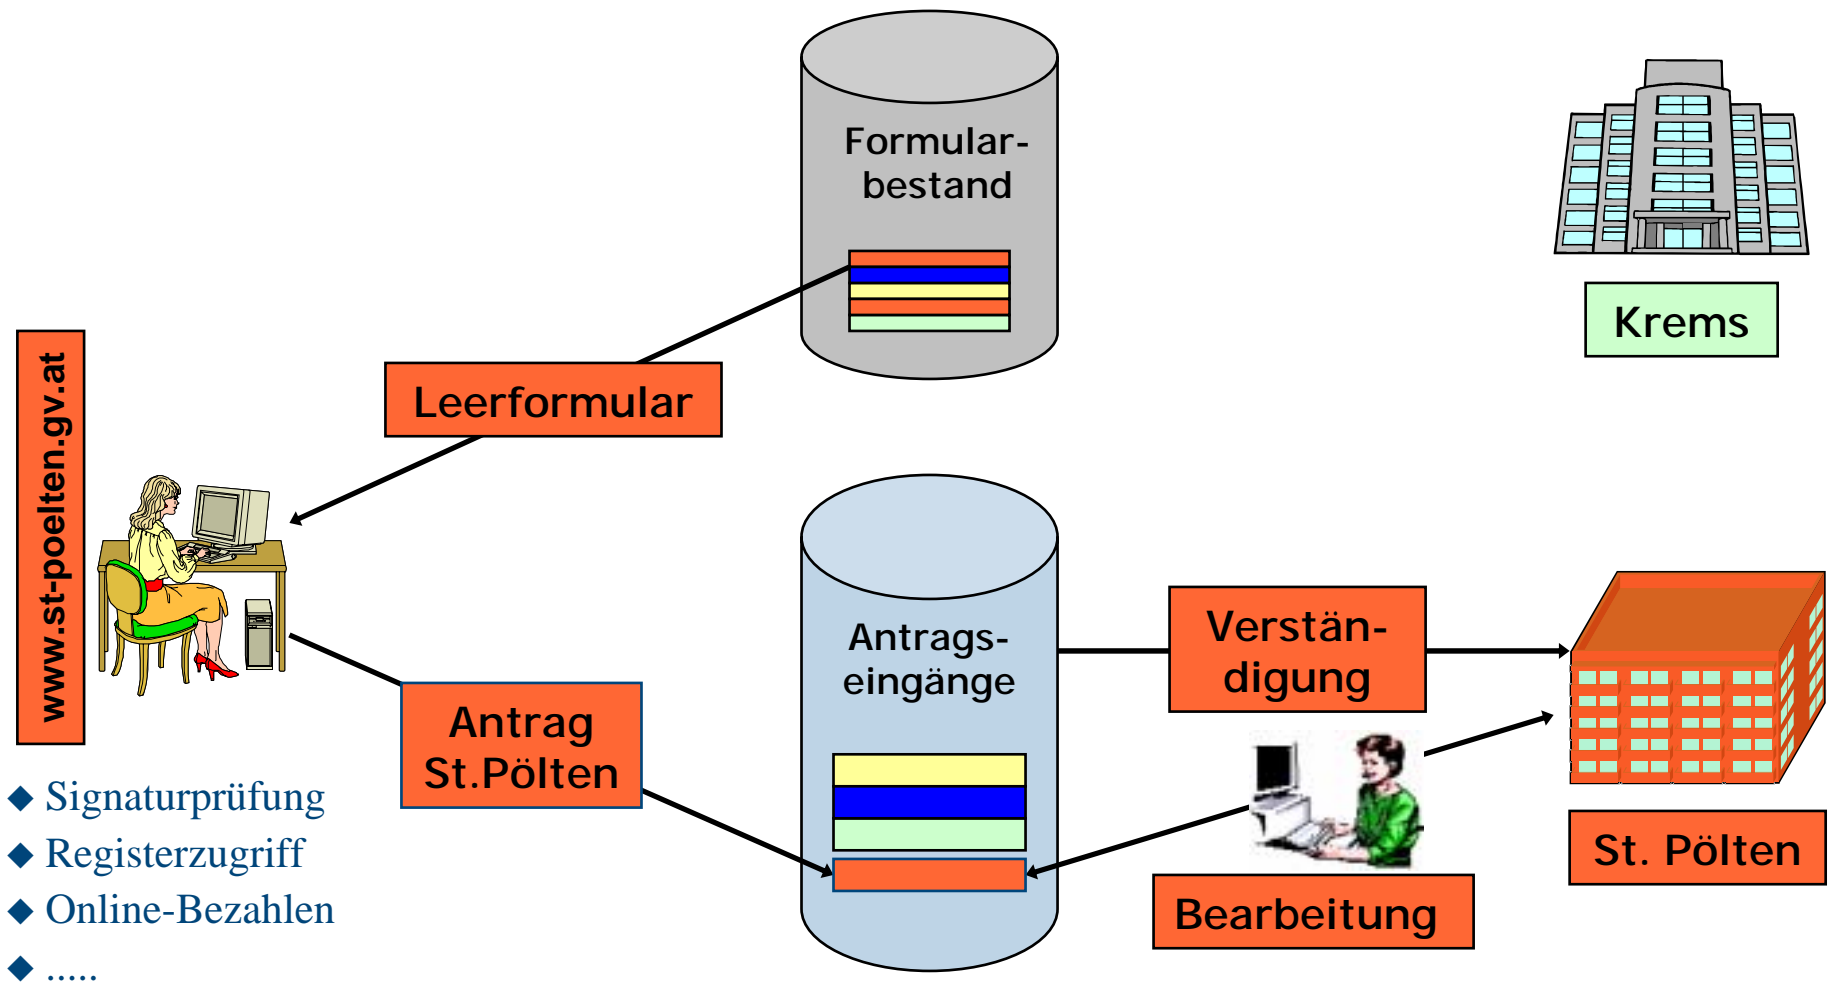 Formular-
bestand
Krems
Leerformular
www.st-poelten.gv.at
Antrags-
eingänge
Verstän-
digung
Antrag
St.Pölten
Bearbeitung
St. Pölten
Signaturprüfung
Registerzugriff
Online-Bezahlen
.....